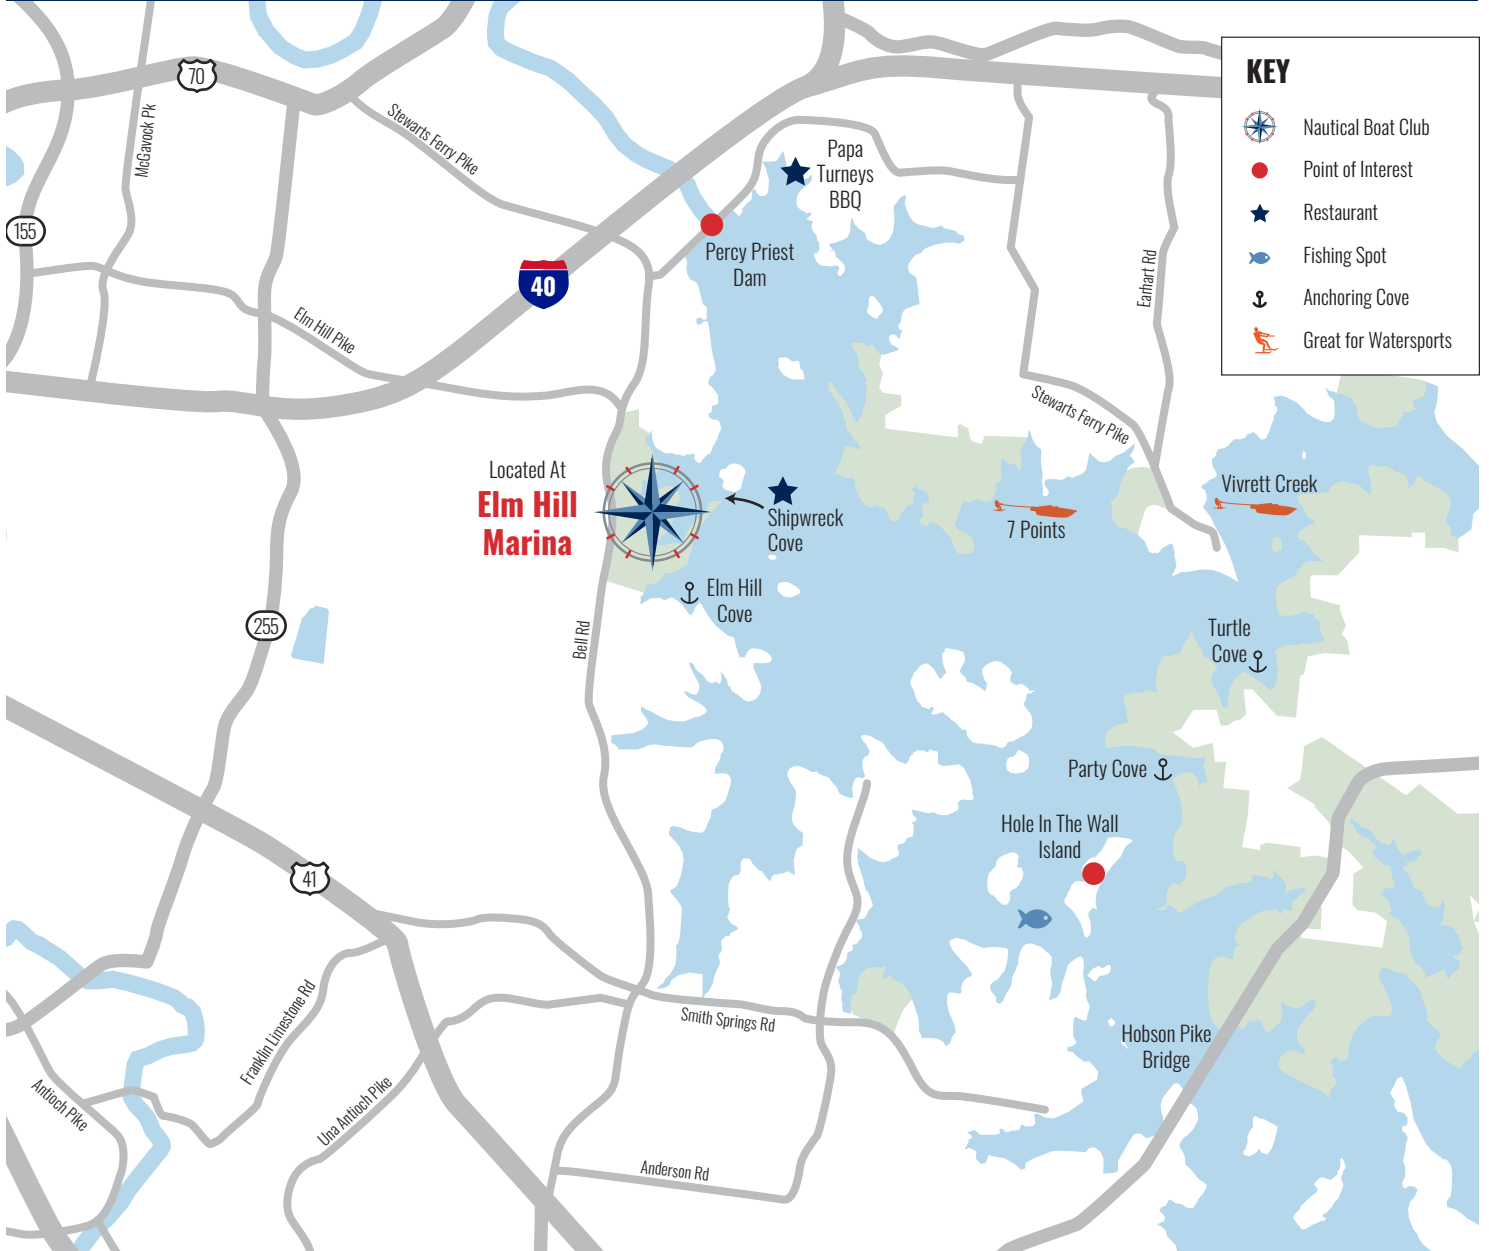 KEY
Nautical Boat Club
Point of Interest
Restaurant
Fishing Spot
Anchoring Cove
Great for Watersports
70
McGavock Pk
Stewarts Ferry Pike
155
40
Elm Hill Pike
Papa
Turneys
BBQ
Percy Priest
Dam
Earhart Rd
Stewarts Ferry Pike
Located At
Elm Hill
Marina
Shipwreck
Cove
7 Points
Vivrett Creek
Elm Hill
Cove
Bell Rd
255
Turtle
Cove
Party Cove
Hole In The Wall
Island
41
Franklin Limestone Rd
Smith Springs Rd
Hobson Pike
Bridge
Antioch Pike
Una Antioch Pike
Anderson Rd